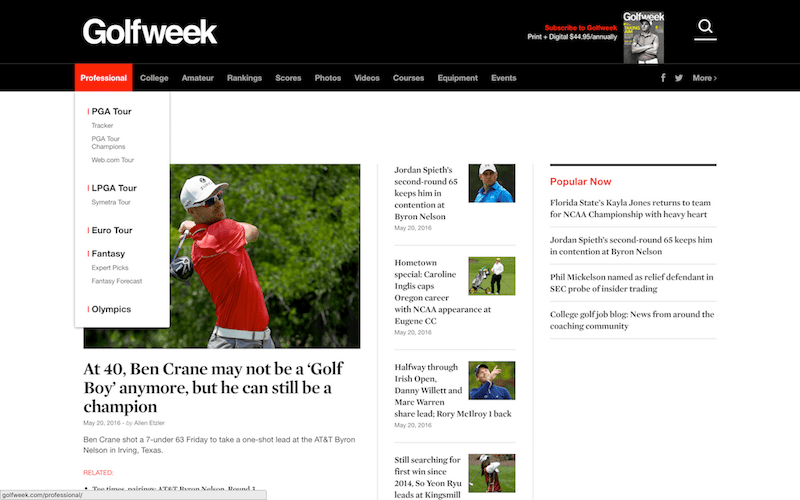 Golfweek
Subscribe to Golfweek
Print + Digital $44.95/annually
Golfweek
Professional College Amateur Rankings Scores Photos Videos Courses Equipment Events More ›
PGA Tour
Tracker
PGA Tour
Champions
Web.com Tour
LPGA Tour
Symetra Tour
Euro Tour
Fantasy
Expert Picks
Fantasy Forecast
Olympics
At 40, Ben Crane may not be a ‘Golf
Boy’ anymore, but he can still be a
champion
May 20, 2016 - by Allen Etzler
Ben Crane shot a 7-under 63 Friday to take a one-shot lead at the AT&T Byron
Nelson in Irving, Texas.
RELATED:
• Tee times, pairings: AT&T Byron Nelson, Round 3
Jordan Spieth’s
second-round 65
keeps him in
contention at
Byron Nelson
May 20, 2016
Hometown
special: Caroline
Inglis caps
Oregon career
with NCAA appearance at
Eugene CC
May 20, 2016
Halfway through
Irish Open,
Danny Willett and
Marc Warren
share lead; Rory McIlroy 1 back
May 20, 2016
Still searching for
first win since
2014, So Yeon Ryu
leads at Kingsmill
Popular Now
Florida State’s Kayla Jones returns to team
for NCAA Championship with heavy heart
Jordan Spieth’s second-round 65 keeps him
in contention at Byron Nelson
Phil Mickelson named as relief defendant in
SEC probe of insider trading
College golf job blog: News from around the
coaching community
golfweek.com/professional/